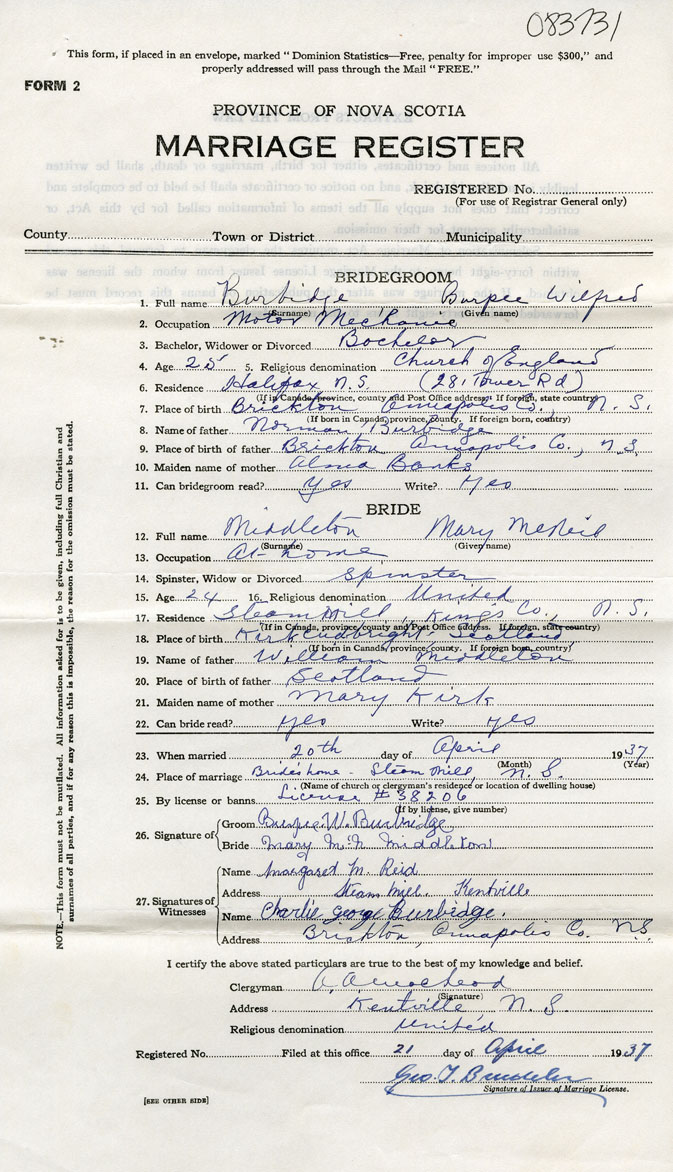 083731
This form, if placed in an envelope, marked "Dominion Statistics—Free, penalty for improper use $300," and
properly addressed will pass through the Mail "FREE."
FORM 2
PROVINCE OF NOVA SCOTIA
MARRIAGE REGISTER
REGISTERED No.
(For use of Registrar General only)
County Town or District Municipality
BRIDEGROOM
1. Full name Burbidge Burpee Wilfred
(Surname) (Given name)
2. Occupation Motor Mechanic
3. Bachelor, Widower or Divorced Bachelor
4. Age 25 5. Religious denomination Church of England
6. Residence Halifax N.S. (281 Tower Rd)
(If in Canada, province, county and Post Office address. If foreign, state country)
7. Place of birth Brickton Annapolis Co., N.S.
(If born in Canada, province, county. If foreign born, country)
8. Name of father Norman Burbidge
9. Place of birth of father Brickton Annapolis Co., N.S.
10. Maiden name of mother Alma Banks
11. Can bridegroom read? Yes Write? Yes
BRIDE
12. Full name Middleton Mary McNeil
(Surname) (Given name)
13. Occupation At home
14. Spinster, Widow or Divorced Spinster
15. Age 24 16. Religious denomination United
17. Residence Steam Mill, Kings Co., N.S.
(If in Canada, province, county and Post Office address. If foreign, state country)
18. Place of birth Kirkcudbright, Scotland
(If born in Canada, province, county. If foreign born, country)
19. Name of father William Middleton
20. Place of birth of father Scotland
21. Maiden name of mother Mary Kirk
22. Can bride read? Yes Write? Yes
23. When married 20th day of April 1937
(Month) (Year)
24. Place of marriage Bride's home - Steam Mill, N.S.
(Name of church or clergyman's residence or location of dwelling house)
25. By license or banns License # 38206
(If by license, give number)
26. Signature of Groom Burpee W. Burbidge
Bride Mary McN Middleton
27. Signatures of Witnesses Name Margaret M. Reid
Address Steam Mill. Kentville
Name Charlie George Burbidge.
Address Brickton, Annapolis Co. N.S.
I certify the above stated particulars are true to the best of my knowledge and belief.
Clergyman
(Signature)
Address Kentville N.S.
Religious denomination United
Registered No. Filed at this office 21 day of April 1937
Geo. T.
Signature of Issuer of Marriage License.
[SEE OTHER SIDE]
NOTE.—This form must not be mutilated. All information asked for is to be given, including full Christian and
surnames of all parties, and if for any reason this is impossible, the reason for the omission must be stated.